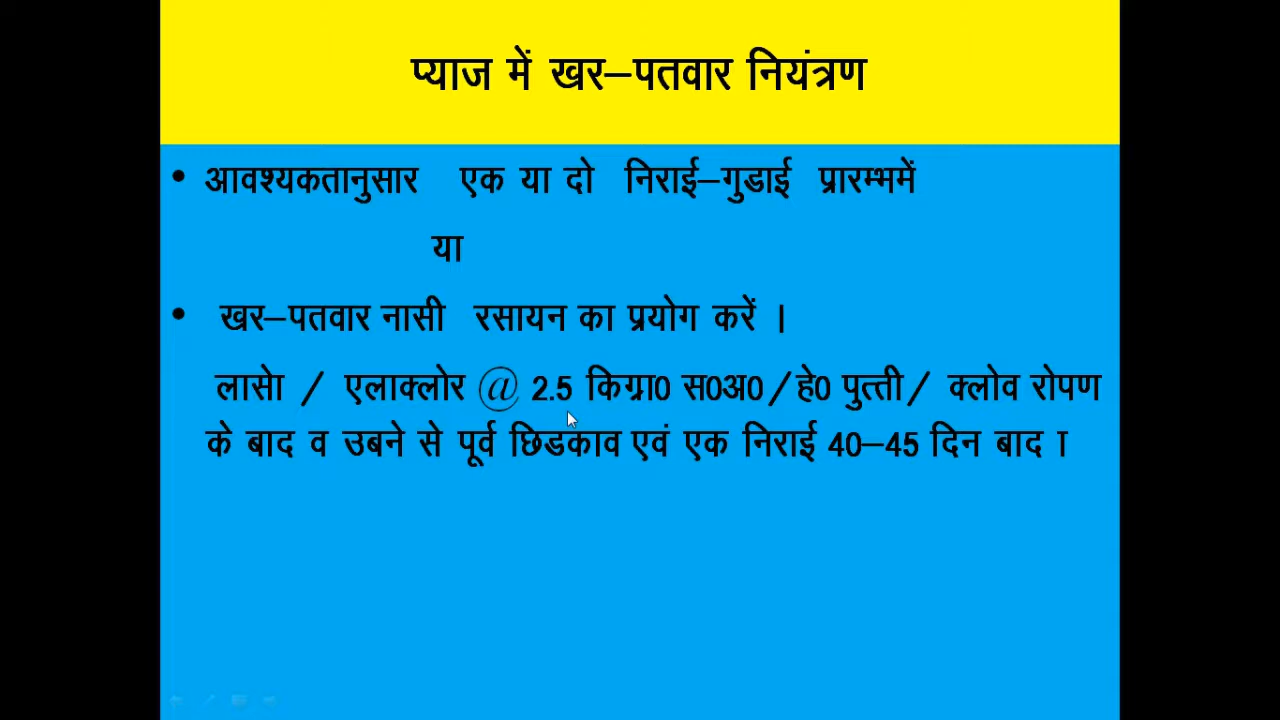 प्याज में खर–पतवार नियंत्रण
• आवश्यकतानुसार एक या दो निराई–गुडाई प्रारम्भमें
या
• खर–पतवार नासी रसायन का प्रयोग करें ।
लासेा / एलाक्लोर @ 2.5 किग्रा0 स0अ0/हे0 पुत्ती/ क्लोव रोपण
के बाद व उबने से पूर्व छिडकाव एवं एक निराई 40–45 दिन बाद ा